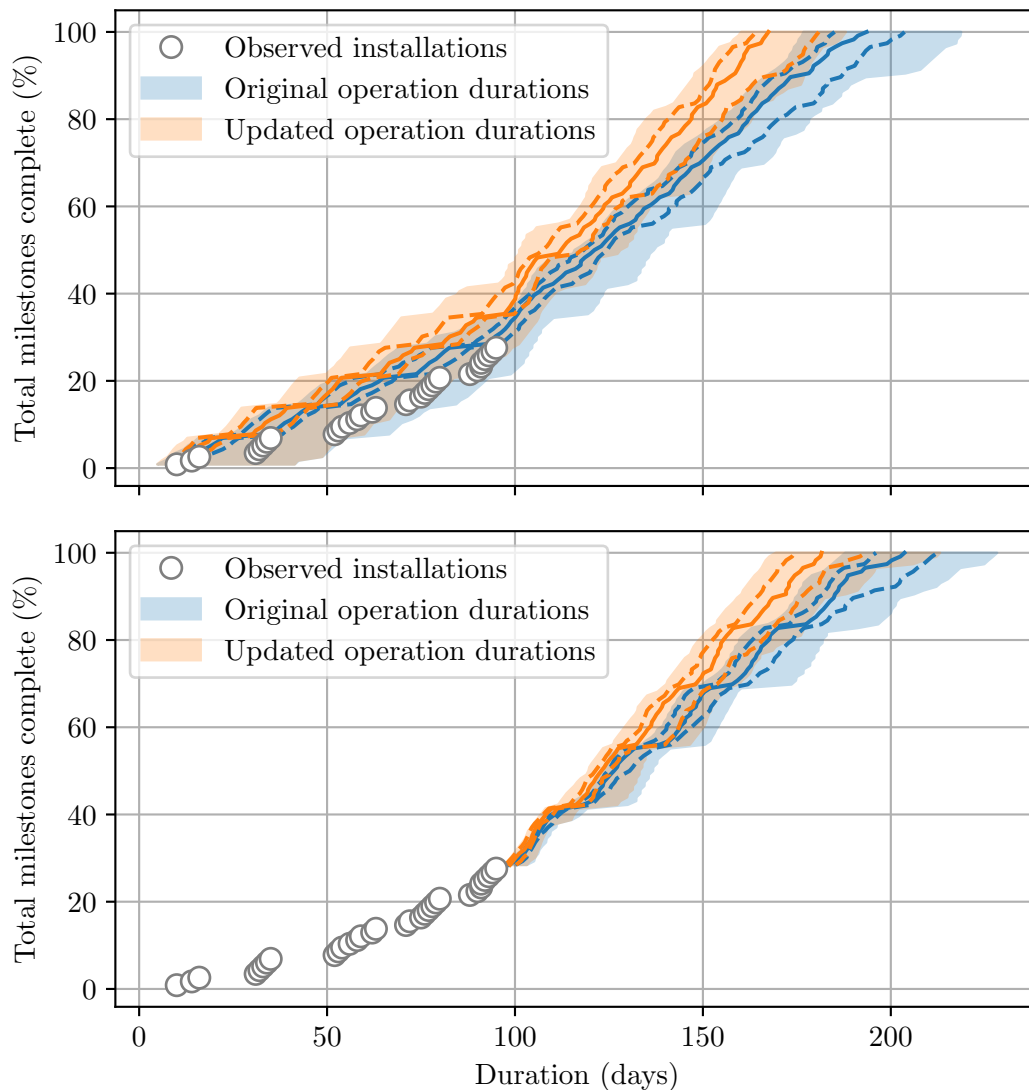 Total milestones complete (%)
100
80
60
40
20
0
Observed installations
Original operation durations
Updated operation durations
Total milestones complete (%)
100
80
60
40
20
0
Observed installations
Original operation durations
Updated operation durations
0 50 100 150 200
Duration (days)